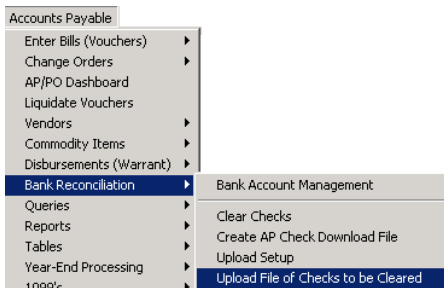 Accounts Payable
Enter Bills (Vouchers)
Change Orders
AP/PO Dashboard
Liquidate Vouchers
Vendors
Commodity Items
Disbursements (Warrant)
Bank Reconciliation
Queries
Reports
Tables
Year-End Processing
1099's
Bank Account Management
Clear Checks
Create AP Check Download File
Upload Setup
Upload File of Checks to be Cleared